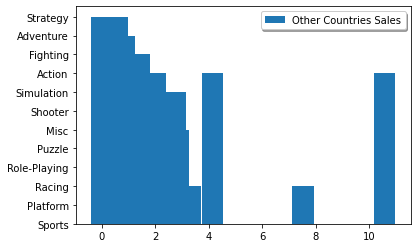 Other Countries Sales
Strategy
Adventure
Fighting
Action
Simulation
Shooter
Misc
Puzzle
Role-Playing
Racing
Platform
Sports
0 2 4 6 8 10